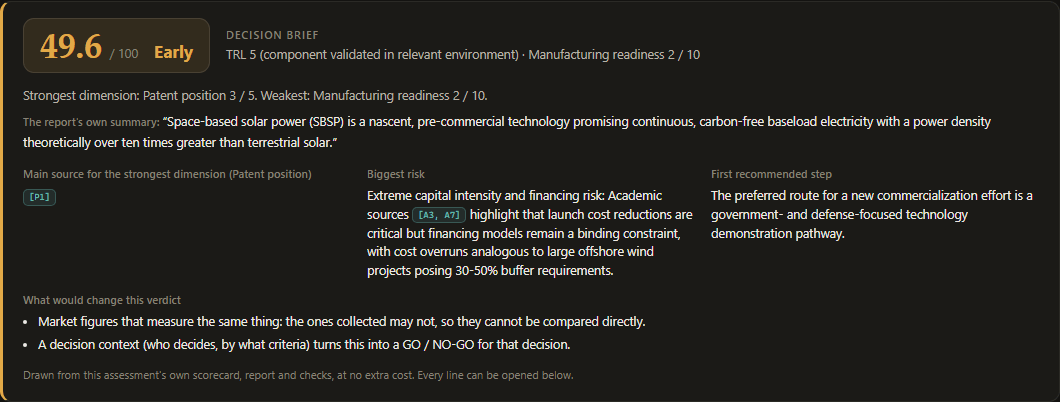 49.6 / 100 Early
DECISION BRIEF
TRL 5 (component validated in relevant environment) · Manufacturing readiness 2 / 10
Strongest dimension: Patent position 3 / 5. Weakest: Manufacturing readiness 2 / 10.
The report's own summary: “Space-based solar power (SBSP) is a nascent, pre-commercial technology promising continuous, carbon-free baseload electricity with a power density
theoretically over ten times greater than terrestrial solar.”
Main source for the strongest dimension (Patent position)
[P1]
Biggest risk
Extreme capital intensity and financing risk: Academic
sources [A3, A7] highlight that launch cost reductions are
critical but financing models remain a binding constraint,
with cost overruns analogous to large offshore wind
projects posing 30-50% buffer requirements.
First recommended step
The preferred route for a new commercialization effort is a
government- and defense-focused technology
demonstration pathway.
What would change this verdict
• Market figures that measure the same thing: the ones collected may not, so they cannot be compared directly.
• A decision context (who decides, by what criteria) turns this into a GO / NO-GO for that decision.
Drawn from this assessment's own scorecard, report and checks, at no extra cost. Every line can be opened below.